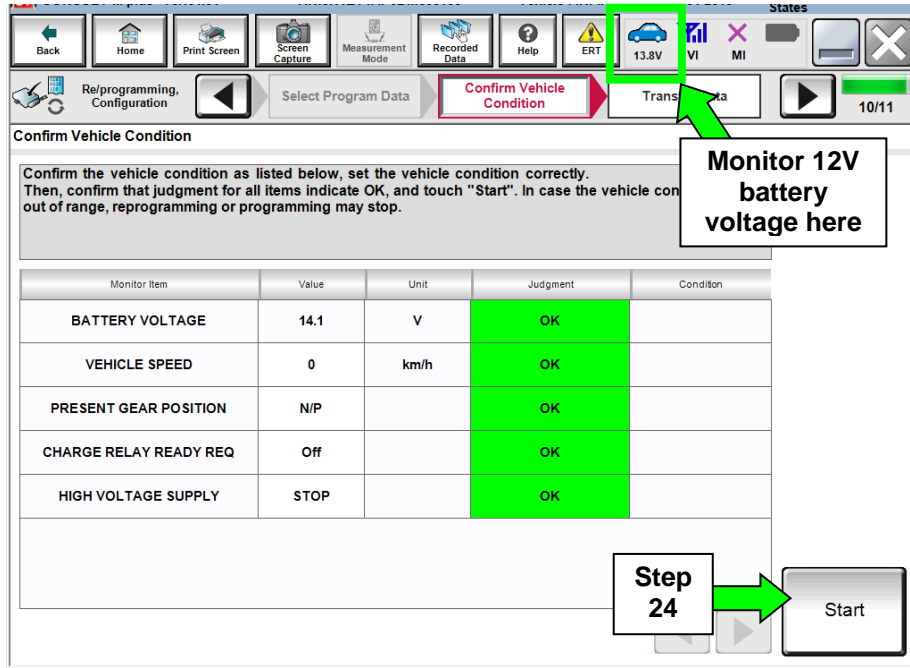 States
Back
Home
Print Screen
Screen
Capture
Measurement
Mode
Recorded
Data
Help
ERT
13.8V
VI
MI
Re/programming,
Configuration
Select Program Data
Confirm Vehicle
Condition
10/11
Confirm Vehicle Condition
Monitor 12V
battery
voltage here
Confirm the vehicle condition as listed below, set the vehicle condition correctly.
Then, confirm that judgment for all items indicate OK, and touch "Start". In case the vehicle
out of range, reprogramming or programming may stop.
Monitor Item Value Unit Judgment Condition
BATTERY VOLTAGE 14.1 V OK
VEHICLE SPEED 0 km/h OK
PRESENT GEAR POSITION N/P OK
CHARGE RELAY READY REQ Off OK
HIGH VOLTAGE SUPPLY STOP OK
Step
24
Start